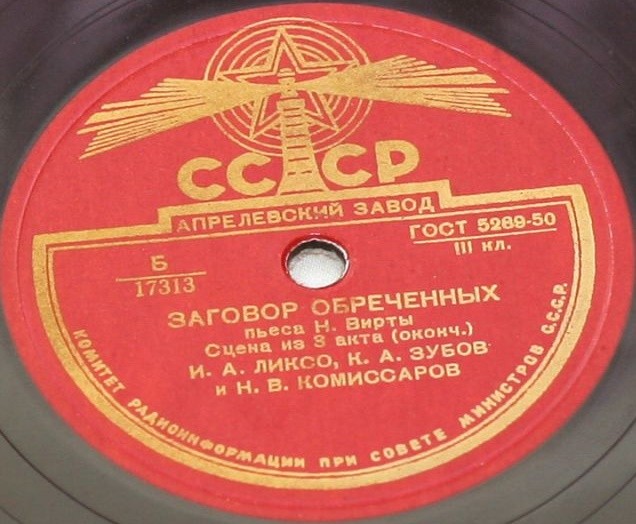 СССР
АПРЕЛЕВСКИЙ ЗАВОД
ГОСТ 5289-50
III кл.
Б
17313
ЗАГОВОР ОБРЕЧЕННЫХ
пьеса Н. Вирты
Сцена из 3 акта (оконч.)
И. А. ЛИКСО, К. А. ЗУБОВ
и Н. В. КОМИССАРОВ
КОМИТЕТ РАДИОИНФОРМАЦИИ ПРИ СОВЕТЕ МИНИСТРОВ С.С.С.Р.